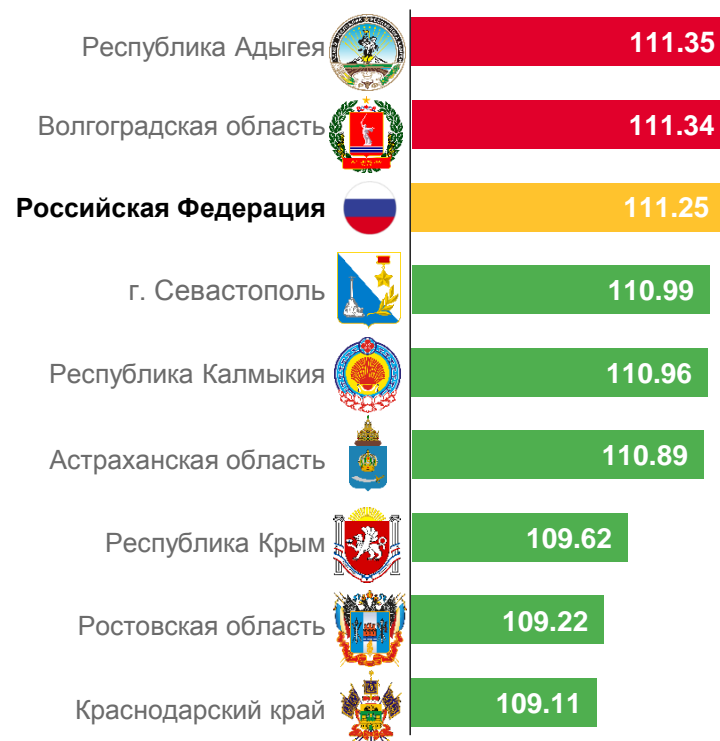 Республика Адыгея 111.35
Волгоградская область 111.34
Российская Федерация 111.25
г. Севастополь 110.99
Республика Калмыкия 110.96
Астраханская область 110.89
Республика Крым 109.62
Ростовская область 109.22
Краснодарский край 109.11